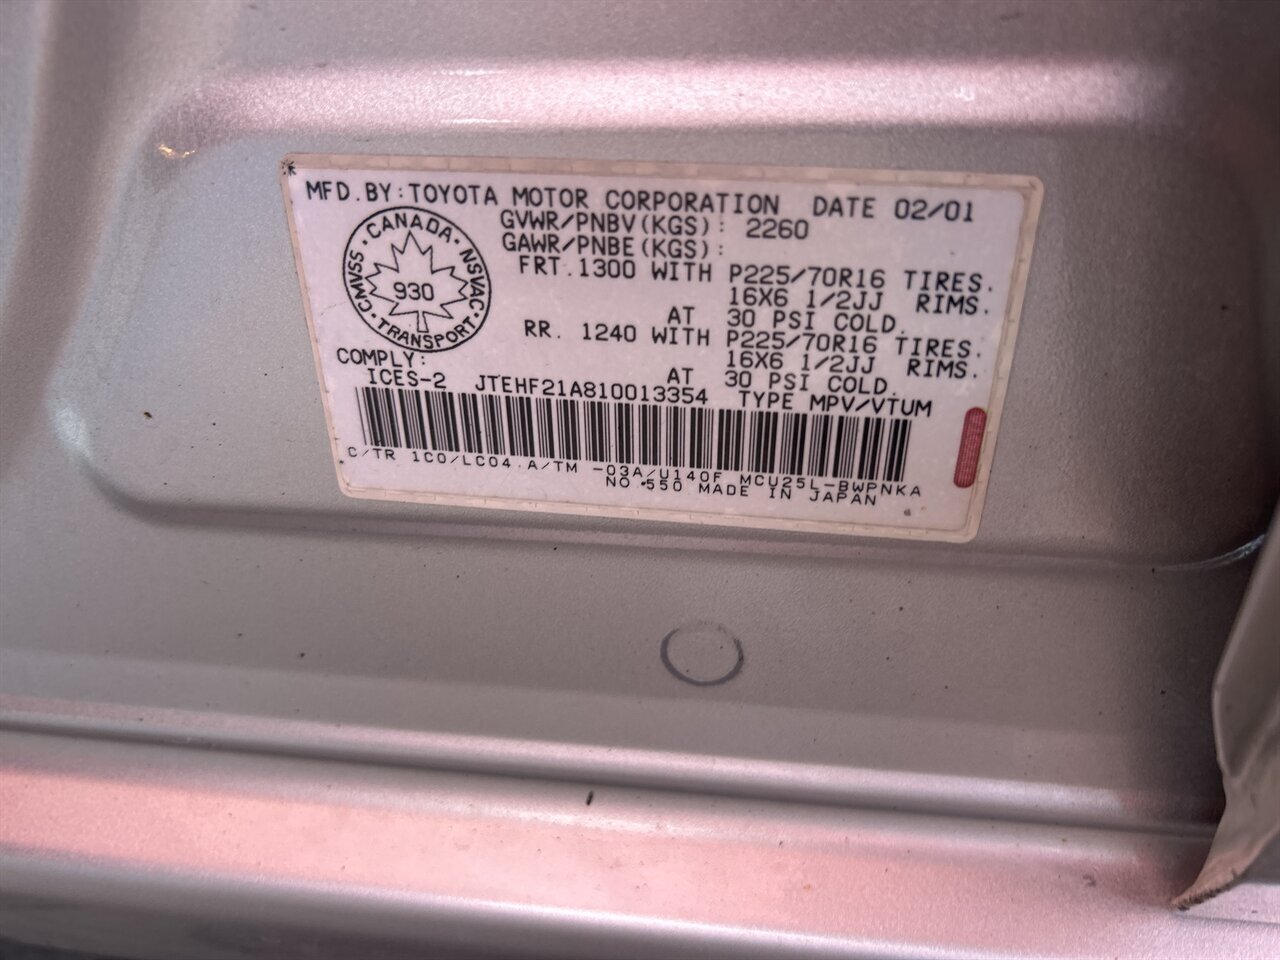 MFD.BY:TOYOTA MOTOR CORPORATION DATE 02/01
GVWR/PNBV(KGS): 2260
GAWR/PNBE(KGS):
CANADA · NSVAC · TRANSPORT · CMVSS ·
930
FRT.1300 WITH P225/70R16 TIRES.
16X6 1/2JJ RIMS.
AT 30 PSI COLD.
RR. 1240 WITH P225/70R16 TIRES.
16X6 1/2JJ RIMS.
AT 30 PSI COLD.
COMPLY:
ICES-2 JTEHF21A810013354 TYPE MPV/VTUM
C/TR 1C0/LC04 A/TM -03A/U140F MCU25L-BWPNKA
NO.550 MADE IN JAPAN